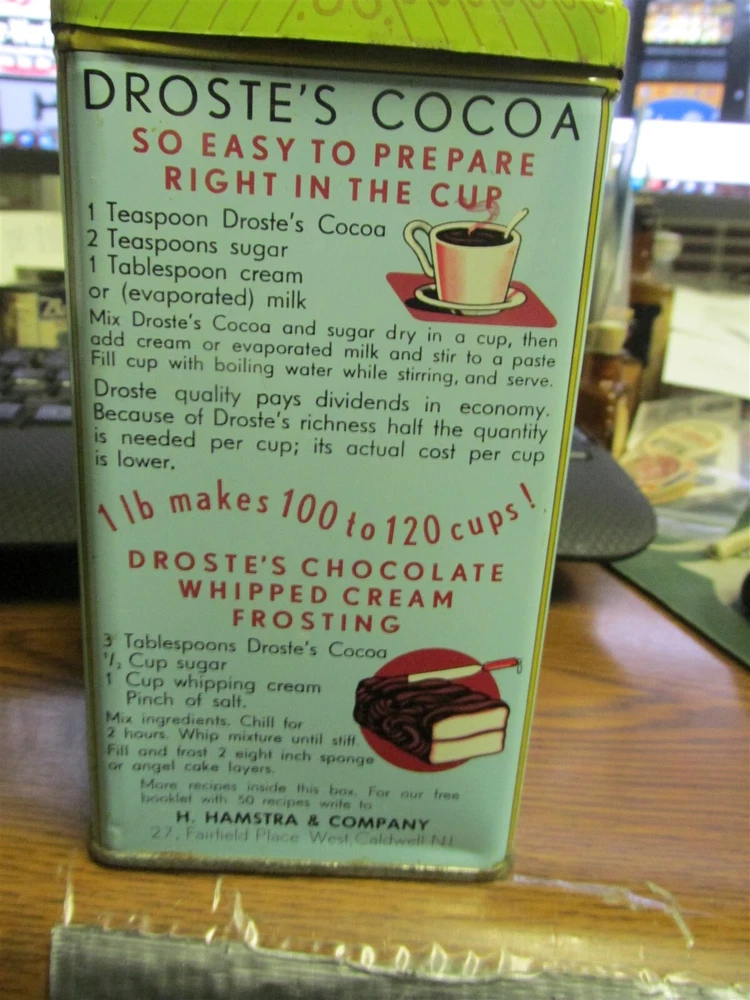 DROSTE'S COCOA
SO EASY TO PREPARE
RIGHT IN THE CUP
1 Teaspoon Droste's Cocoa
2 Teaspoons sugar
1 Tablespoon cream
or (evaporated) milk
Mix Droste's Cocoa and sugar dry in a cup, then
add cream or evaporated milk and stir to a paste
Fill cup with boiling water while stirring, and serve.
Droste quality pays dividends in economy.
Because of Droste's richness half the quantity
is needed per cup; its actual cost per cup
is lower.
1 lb makes 100 to 120 cups!
DROSTE'S CHOCOLATE
WHIPPED CREAM
FROSTING
3 Tablespoons Droste's Cocoa
1/2 Cup sugar
1 Cup whipping cream
Pinch of salt.
Mix ingredients. Chill for
2 hours. Whip mixture until stiff.
Fill and frost 2 eight inch sponge
or angel cake layers.
More recipes inside this box. For our free
booklet with 50 recipes write to
H. HAMSTRA & COMPANY
27, Fairfield Place West Caldwell N.J.